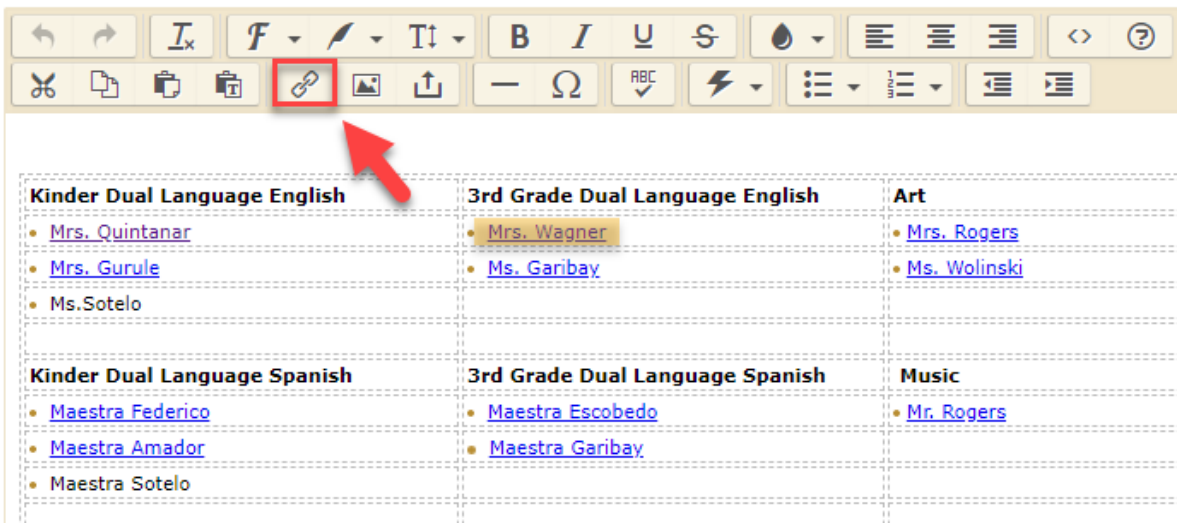 ABC
Kinder Dual Language English 3rd Grade Dual Language English Art
Mrs. Quintanar Mrs. Wagner Mrs. Rogers
Mrs. Gurule Ms. Garibay Ms. Wolinski
Ms.Sotelo
Kinder Dual Language Spanish 3rd Grade Dual Language Spanish Music
Maestra Federico Maestra Escobedo Mr. Rogers
Maestra Amador Maestra Garibay
Maestra Sotelo